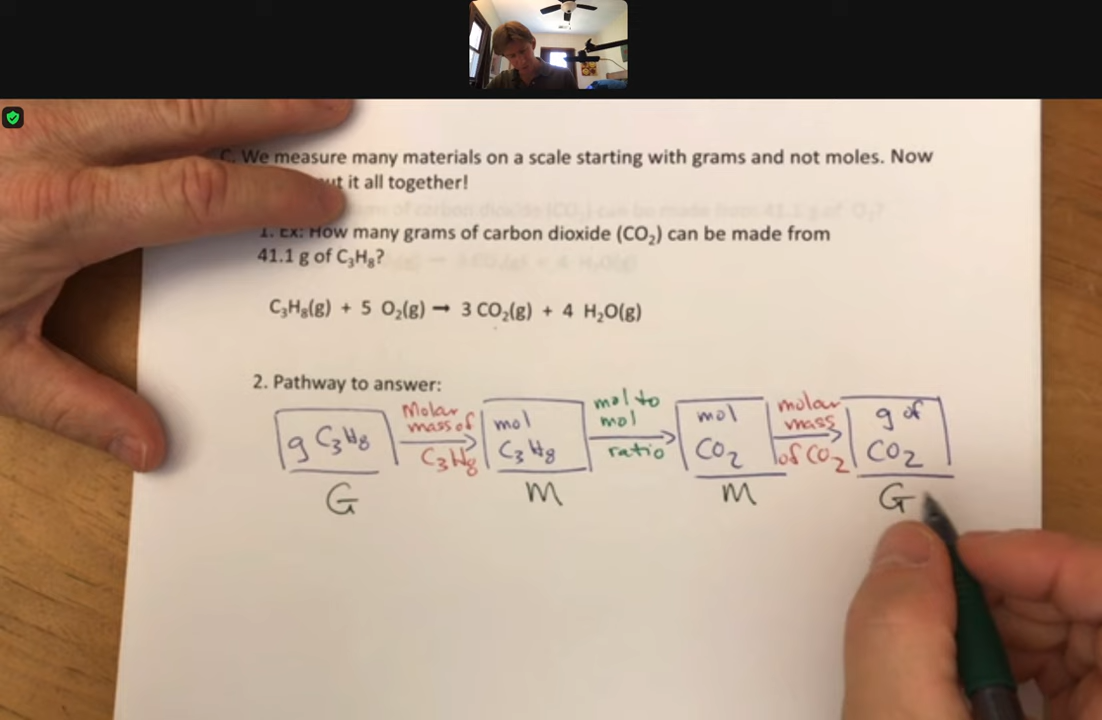 C. We measure many materials on a scale starting with grams and not moles. Now
it all together!
1. Ex: How many grams of carbon dioxide (CO₂) can be made from
41.1 g of C₃H₈?
C₃H₈(g) + 5 O₂(g) → 3 CO₂(g) + 4 H₂O(g)
2. Pathway to answer:
g C₃H₈
Molar
mass of
C₃H₈
mol
C₃H₈
mol to
mol
ratio
mol
CO₂
molar
mass
of CO₂
g of
CO₂
G
M
M
G